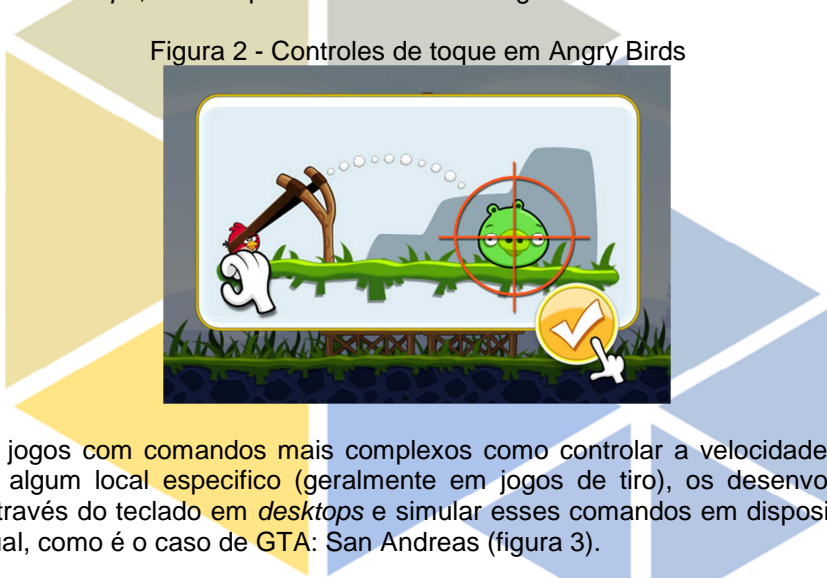 Figura 2 - Controles de toque em Angry Birds
jogos com comandos mais complexos como controlar a velocidade
algum local especifico (geralmente em jogos de tiro), os desenvo
través do teclado em desktops e simular esses comandos em disposi
ual, como é o caso de GTA: San Andreas (figura 3).